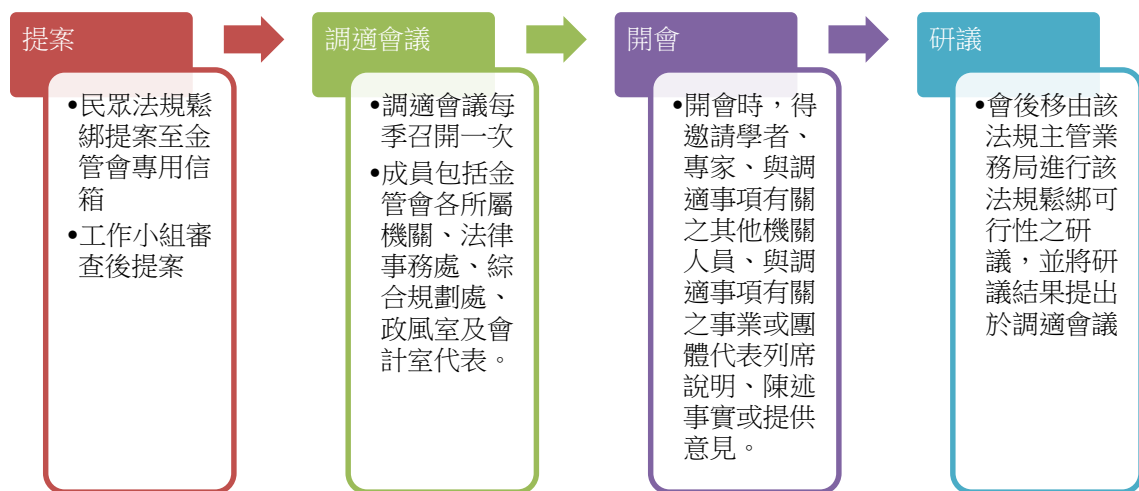 提案
•民眾法規鬆
綁提案至金
管會專用信
箱
•工作小組審
查後提案
調適會議
•調適會議每
季召開一次
•成員包括金
管會各所屬
機關、法律
事務處、綜
合規劃處、
政風室及會
計室代表。
開會
•開會時，得
邀請學者、
專家、與調
適事項有關
之其他機關
人員、與調
適事項有關
之事業或團
體代表列席
說明、陳述
事實或提供
意見。
研議
•會後移由該
法規主管業
務局進行該
法規鬆綁可
行性之研
議，並將研
議結果提出
於調適會議